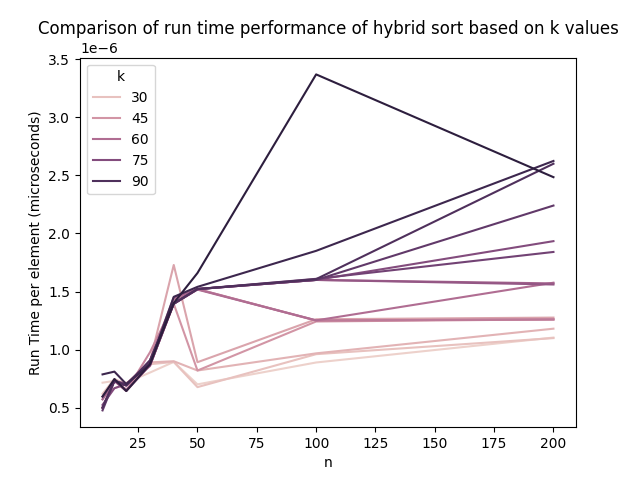 Comparison of run time performance of hybrid sort based on k values
1e−6
3.5
3.0
2.5
2.0
1.5
1.0
0.5
Run Time per element (microseconds)
k
30
45
60
75
90
25 50 75 100 125 150 175 200
n